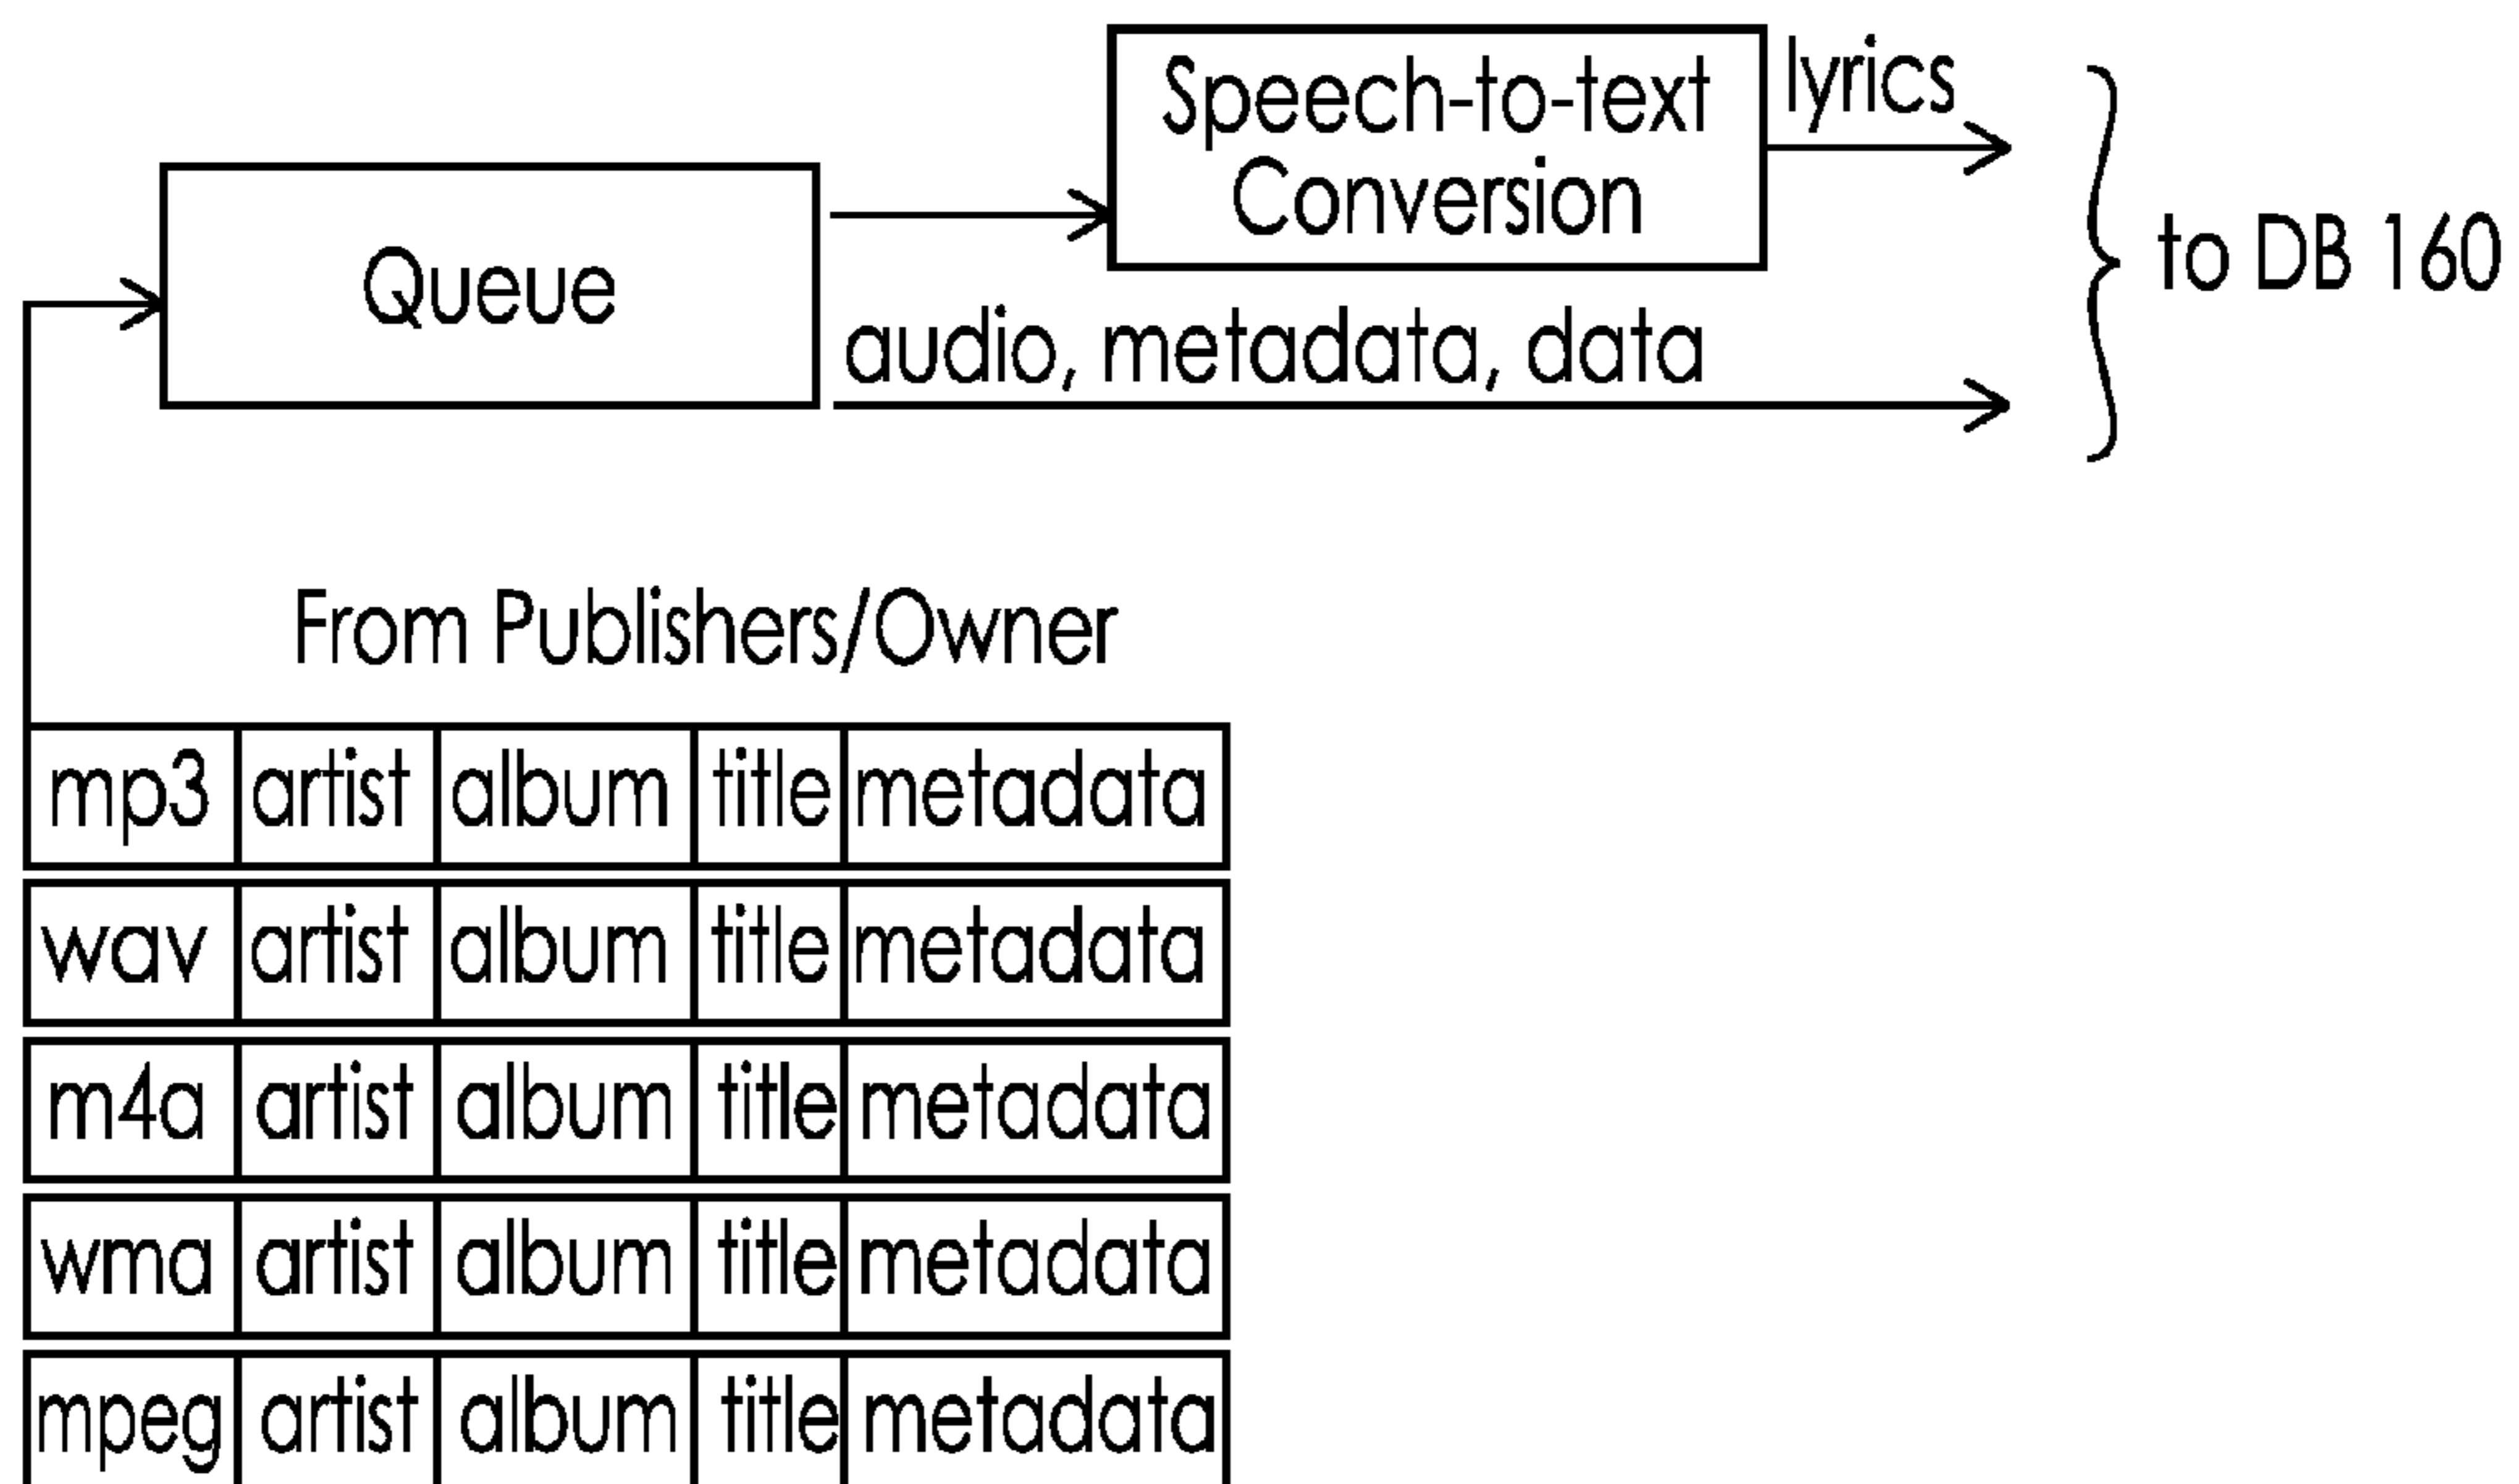 Speech-to-text
Conversion
lyrics
Queue
to DB 160
audio, metadata, data
From Publishers/Owner
mp3 artist album title metadata
wav artist album title metadata
m4a artist album title metadata
wma artist album title metadata
mpeg artist album title metadata